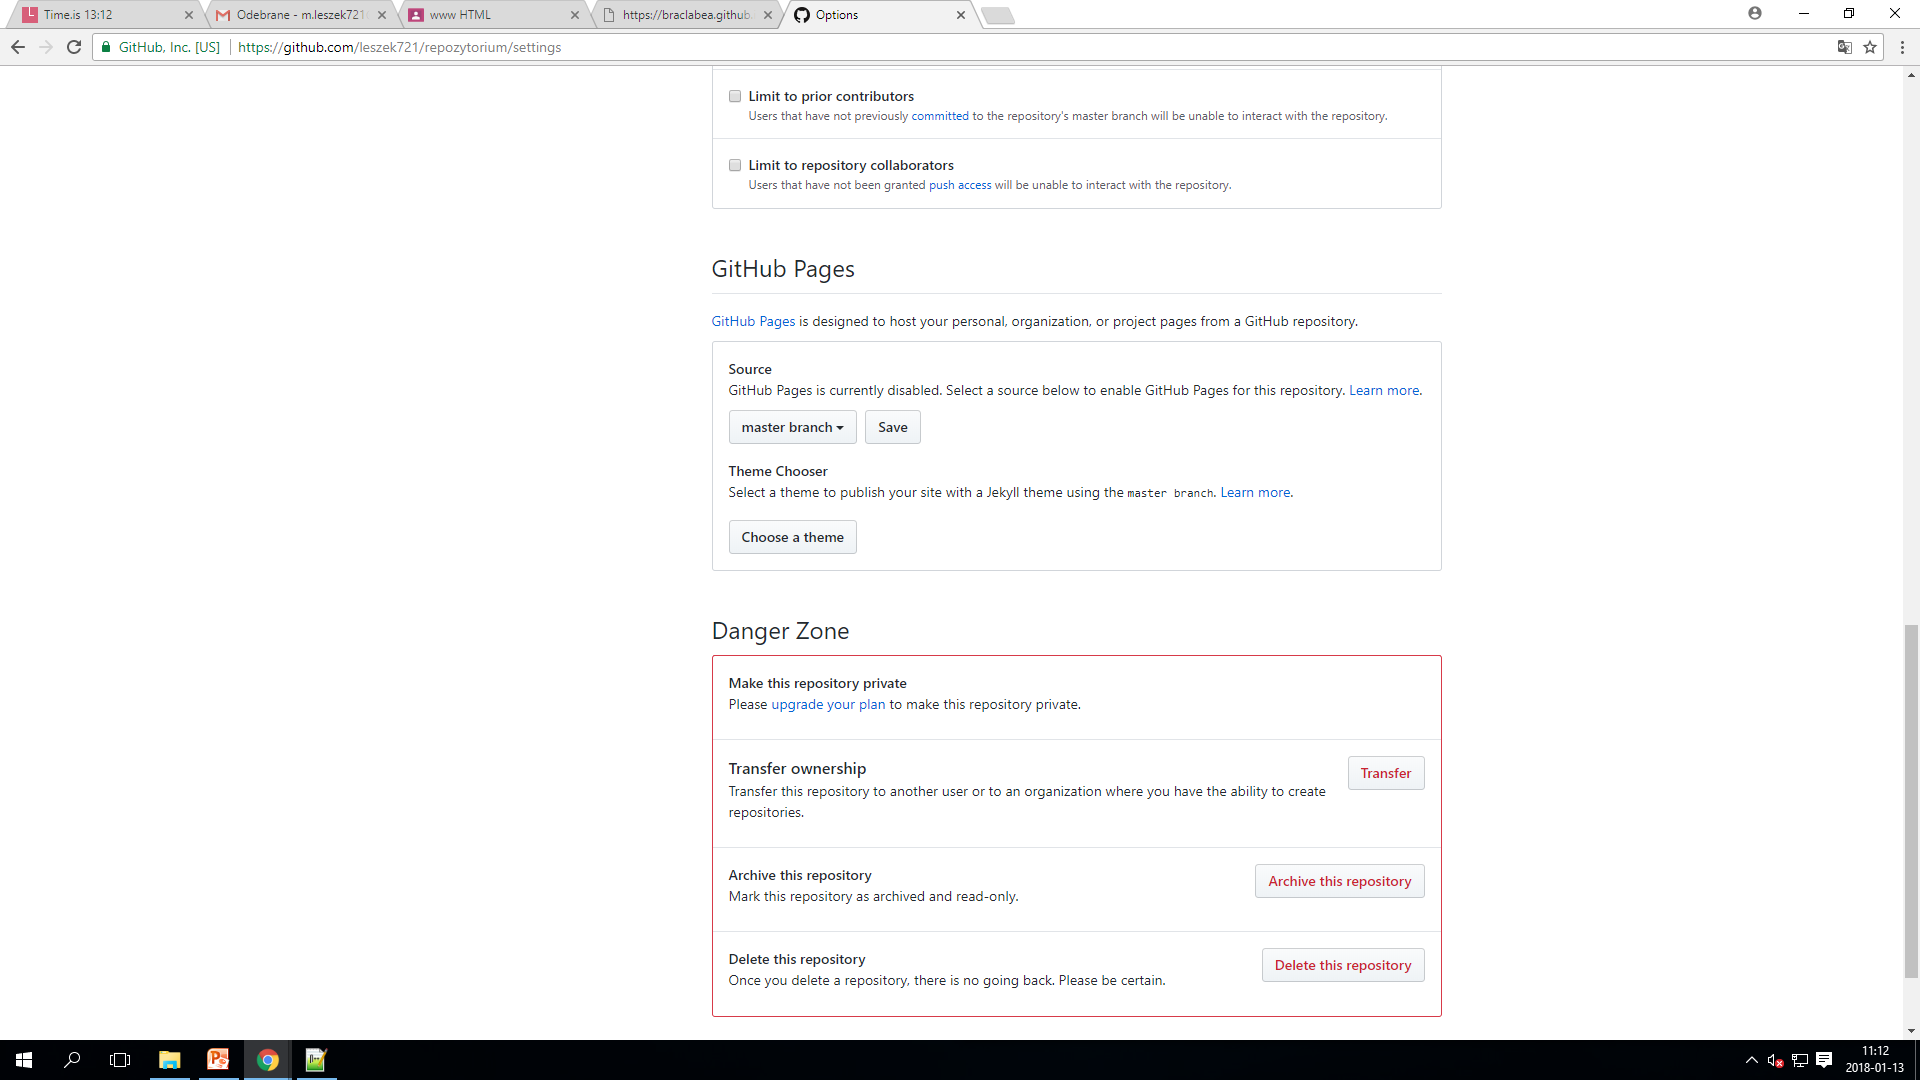 Time.is 13:12
Odebrane - m.leszek721
www HTML
https://braclabea.github.
Options
GitHub, Inc. [US]
https://github.com/leszek721/repozytorium/settings
Limit to prior contributors
Users that have not previously committed to the repository's master branch will be unable to interact with the repository.
Limit to repository collaborators
Users that have not been granted push access will be unable to interact with the repository.
GitHub Pages
GitHub Pages is designed to host your personal, organization, or project pages from a GitHub repository.
Source
GitHub Pages is currently disabled. Select a source below to enable GitHub Pages for this repository. Learn more.
master branch
Save
Theme Chooser
Select a theme to publish your site with a Jekyll theme using the master branch. Learn more.
Choose a theme
Danger Zone
Make this repository private
Please upgrade your plan to make this repository private.
Transfer ownership
Transfer
Transfer this repository to another user or to an organization where you have the ability to create
repositories.
Archive this repository
Archive this repository
Mark this repository as archived and read-only.
Delete this repository
Delete this repository
Once you delete a repository, there is no going back. Please be certain.
11:12
2018-01-13